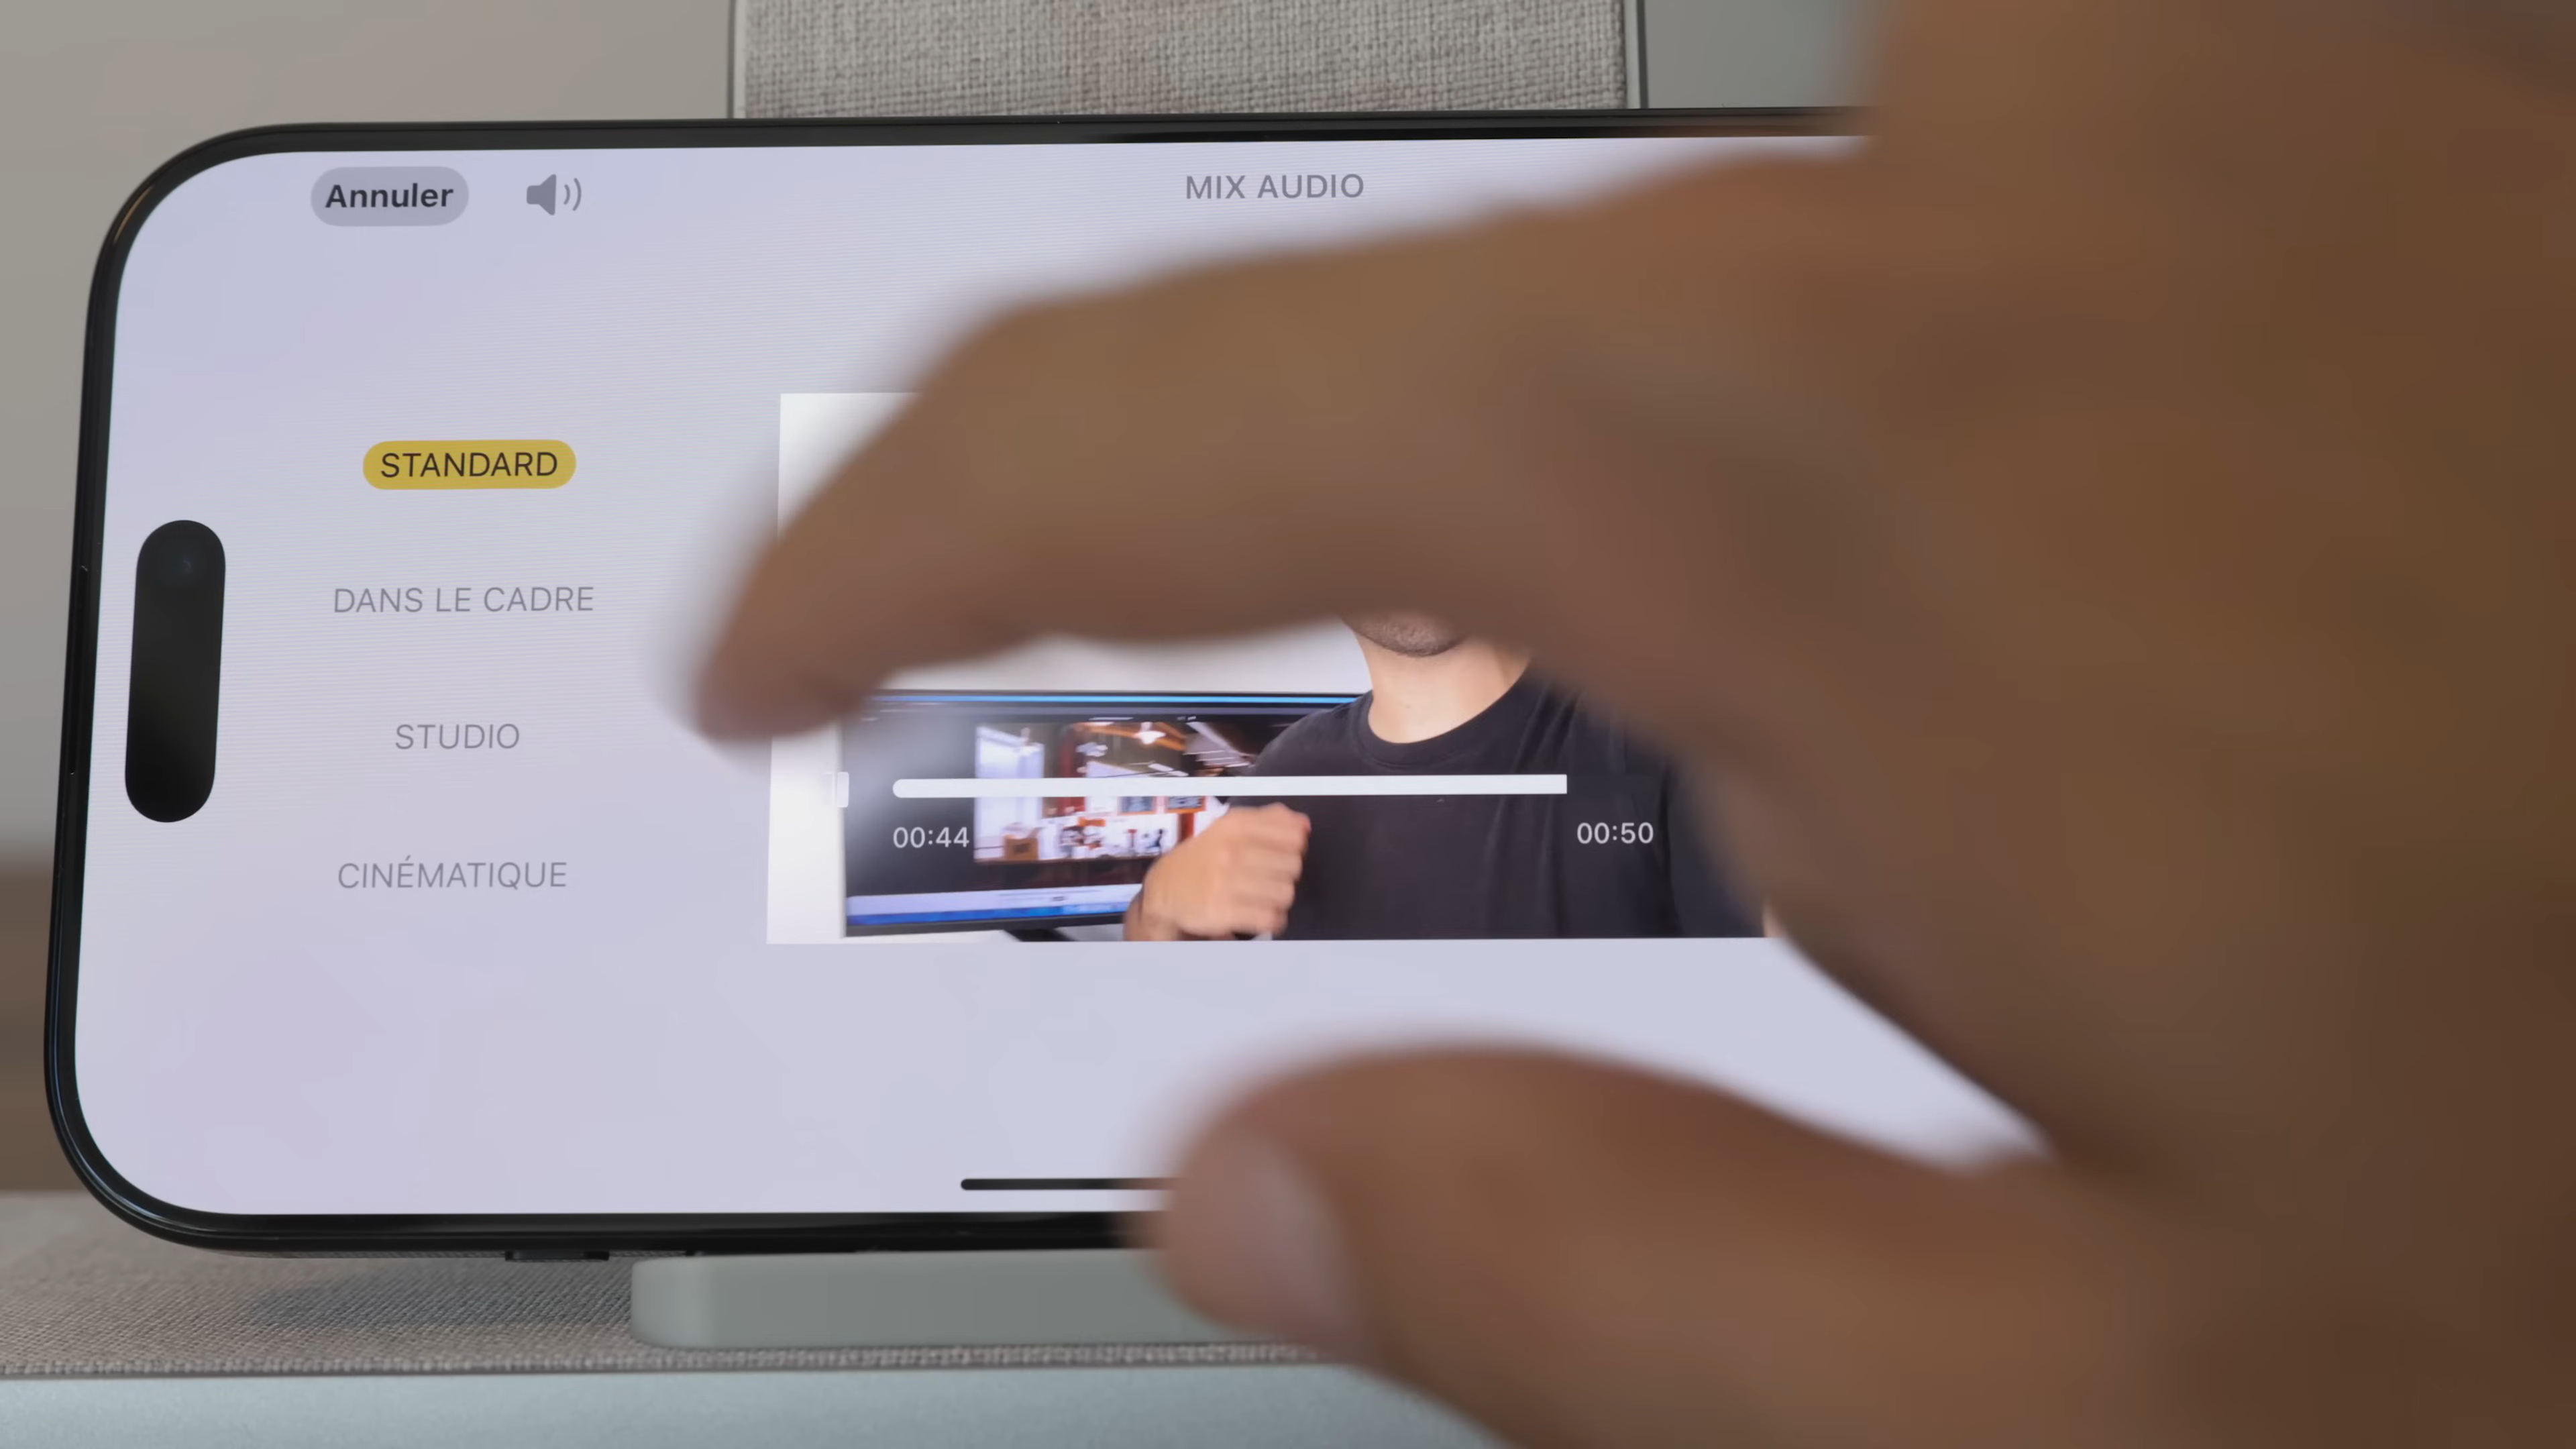 Annuler
MIX AUDIO
STANDARD
DANS LE CADRE
STUDIO
CINÉMATIQUE
00:44
00:50